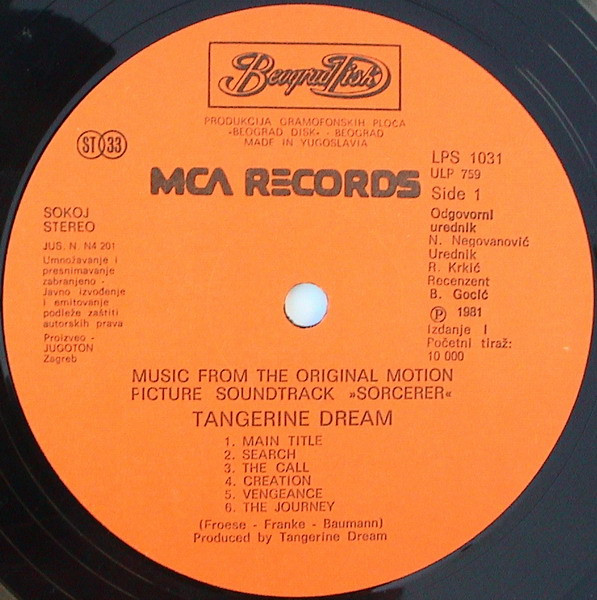 Beograd Disk
PRODUKCIJA GRAMOFONSKIH PLOČA
»BEOGRAD DISK« - BEOGRAD
MADE IN YUGOSLAVIA
ST 33
MCA RECORDS
LPS 1031
ULP 759
Side 1
SOKOJ
STEREO
JUS. N. N4 201
Umnožavanje i
presnimavanje
zabranjeno -
Javno izvođenje
i emitovanje
podleže zaštiti
autorskih prava
Proizveo -
JUGOTON
Zagreb
Odgovorni
urednik
N. Negovanović
Urednik
R. Krkić
Recenzent
B. Gocić
Ⓟ 1981
Izdanje I
Početni tiraž:
10 000
MUSIC FROM THE ORIGINAL MOTION
PICTURE SOUNDTRACK »SORCERER«
TANGERINE DREAM
1. MAIN TITLE
2. SEARCH
3. THE CALL
4. CREATION
5. VENGEANCE
6. THE JOURNEY
(Froese - Franke - Baumann)
Produced by Tangerine Dream